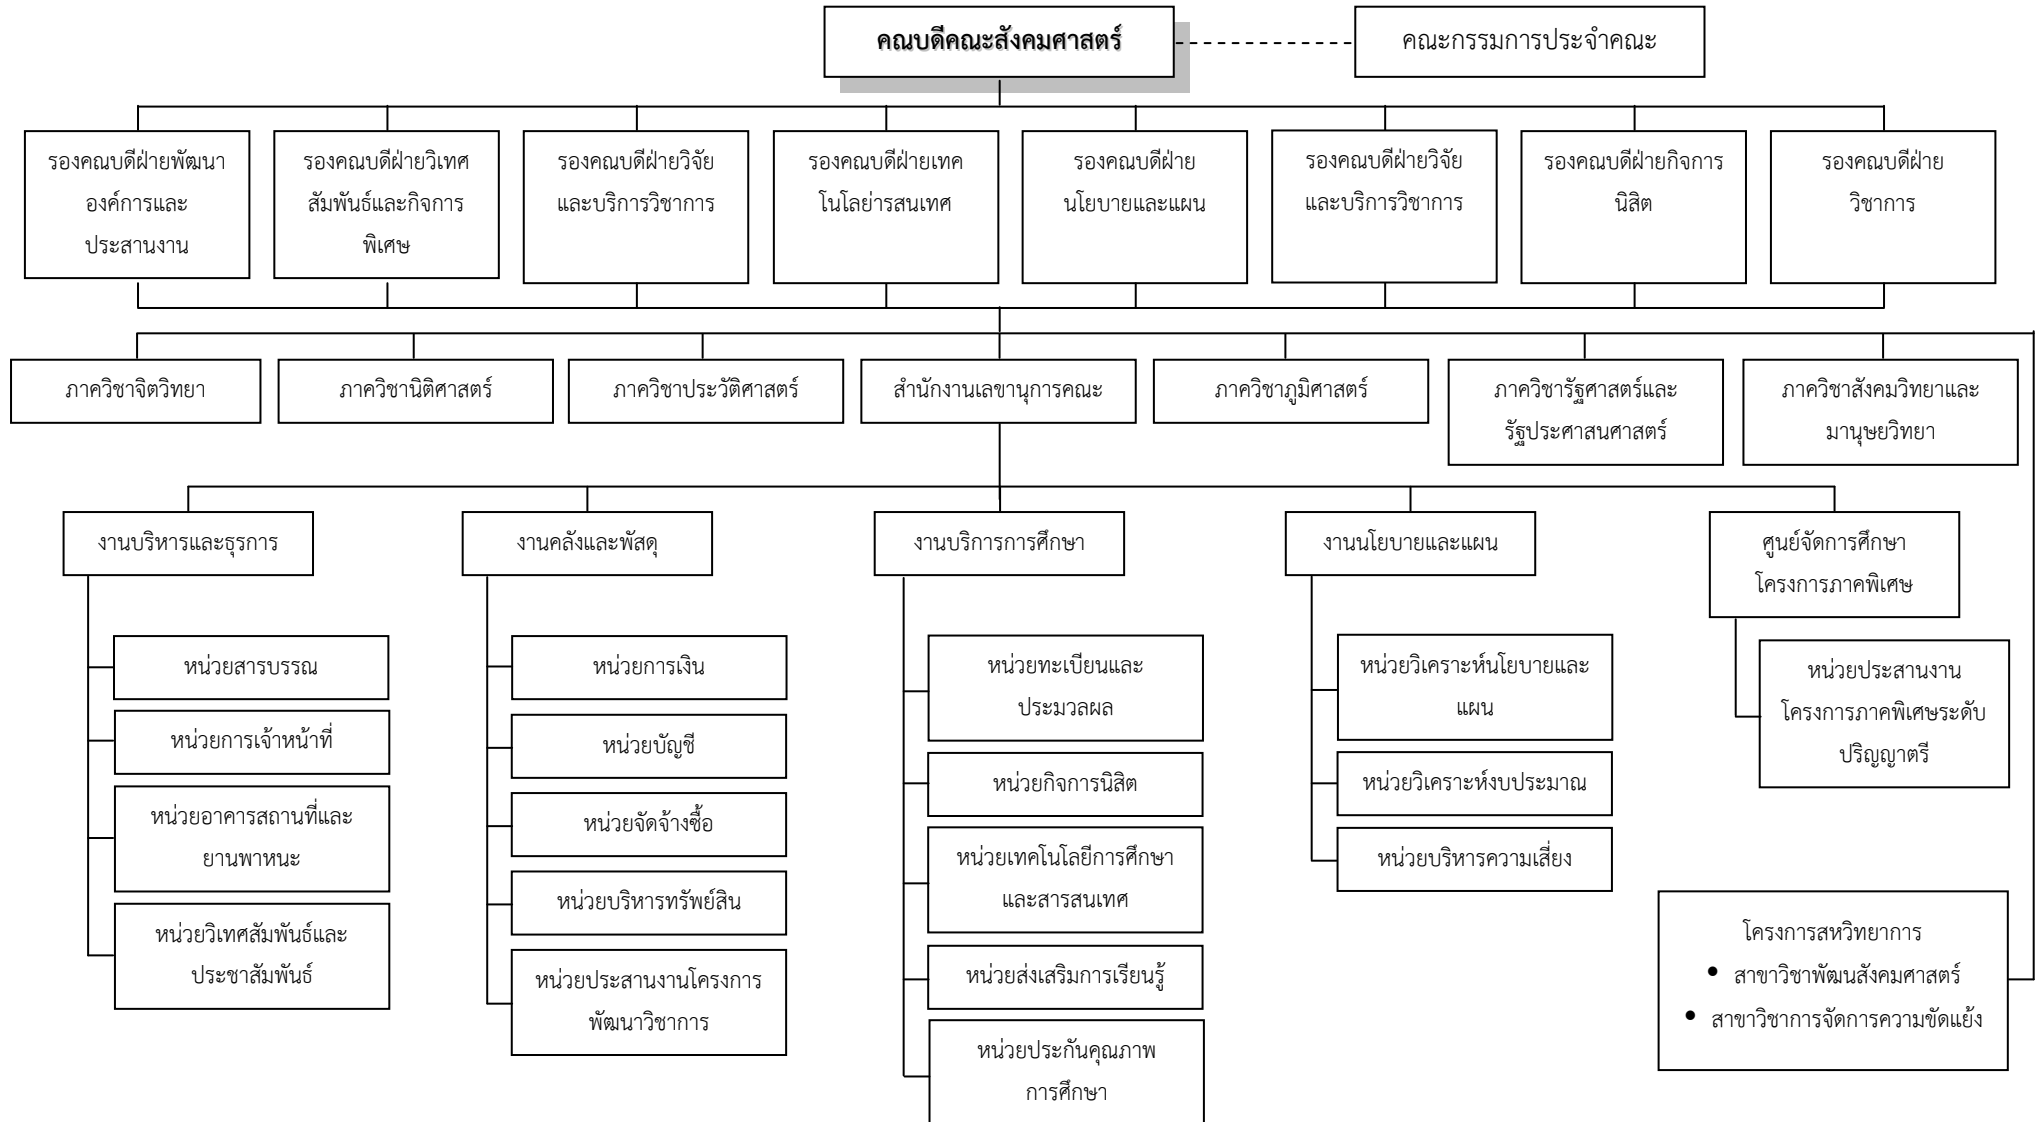 คณบดีคณะสังคมศาสตร์
คณะกรรมการประจำคณะ
รองคณบดีฝ่ายพัฒนา
องค์การและ
ประสานงาน
รองคณบดีฝ่ายวิเทศ
สัมพันธ์และกิจการ
พิเศษ
รองคณบดีฝ่ายวิจัย
และบริการวิชาการ
รองคณบดีฝ่ายเทค
โนโลย่ารสนเทศ
รองคณบดีฝ่าย
นโยบายและแผน
รองคณบดีฝ่ายวิจัย
และบริการวิชาการ
รองคณบดีฝ่ายกิจการ
นิสิต
รองคณบดีฝ่าย
วิชาการ
ภาควิชาจิตวิทยา
ภาควิชานิติศาสตร์
ภาควิชาประวัติศาสตร์
สำนักงานเลขานุการคณะ
ภาควิชาภูมิศาสตร์
ภาควิชารัฐศาสตร์และ
รัฐประศาสนศาสตร์
ภาควิชาสังคมวิทยาและ
มานุษยวิทยา
งานบริหารและธุรการ
งานคลังและพัสดุ
งานบริการการศึกษา
งานนโยบายและแผน
ศูนย์จัดการศึกษา
โครงการภาคพิเศษ
หน่วยสารบรรณ
หน่วยการเจ้าหน้าที่
หน่วยอาคารสถานที่และ
ยานพาหนะ
หน่วยวิเทศสัมพันธ์และ
ประชาสัมพันธ์
หน่วยการเงิน
หน่วยบัญชี
หน่วยจัดจ้างซื้อ
หน่วยบริหารทรัพย์สิน
หน่วยประสานงานโครงการ
พัฒนาวิชาการ
หน่วยทะเบียนและ
ประมวลผล
หน่วยกิจการนิสิต
หน่วยเทคโนโลยีการศึกษา
และสารสนเทศ
หน่วยส่งเสริมการเรียนรู้
หน่วยประกันคุณภาพ
การศึกษา
หน่วยวิเคราะห์นโยบายและ
แผน
หน่วยวิเคราะห์งบประมาณ
หน่วยบริหารความเสี่ยง
หน่วยประสานงาน
โครงการภาคพิเศษระดับ
ปริญญาตรี
โครงการสหวิทยาการ
• สาขาวิชาพัฒนสังคมศาสตร์
• สาขาวิชาการจัดการความขัดแย้ง